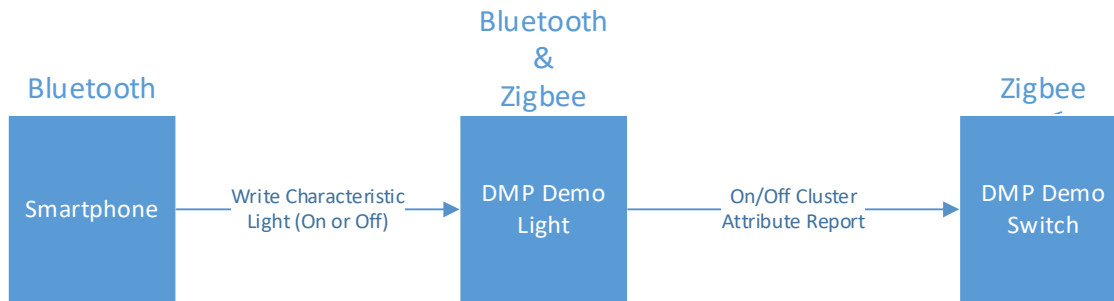 Bluetooth
Bluetooth
&
Zigbee
Zigbee
Smartphone
Write Characteristic
Light (On or Off)
DMP Demo
Light
On/Off Cluster
Attribute Report
DMP Demo
Switch